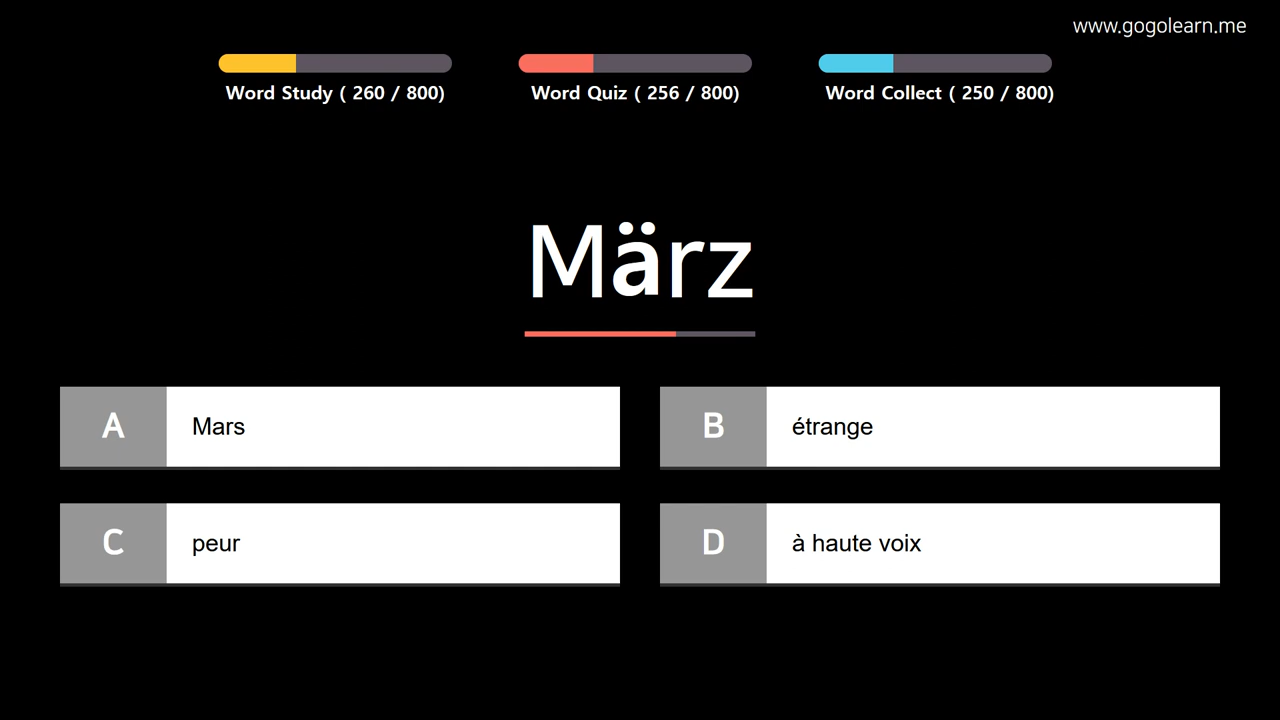 www.gogolearn.me
Word Study ( 260 / 800)
Word Quiz ( 256 / 800)
Word Collect ( 250 / 800)
März
A Mars
B étrange
C peur
D à haute voix